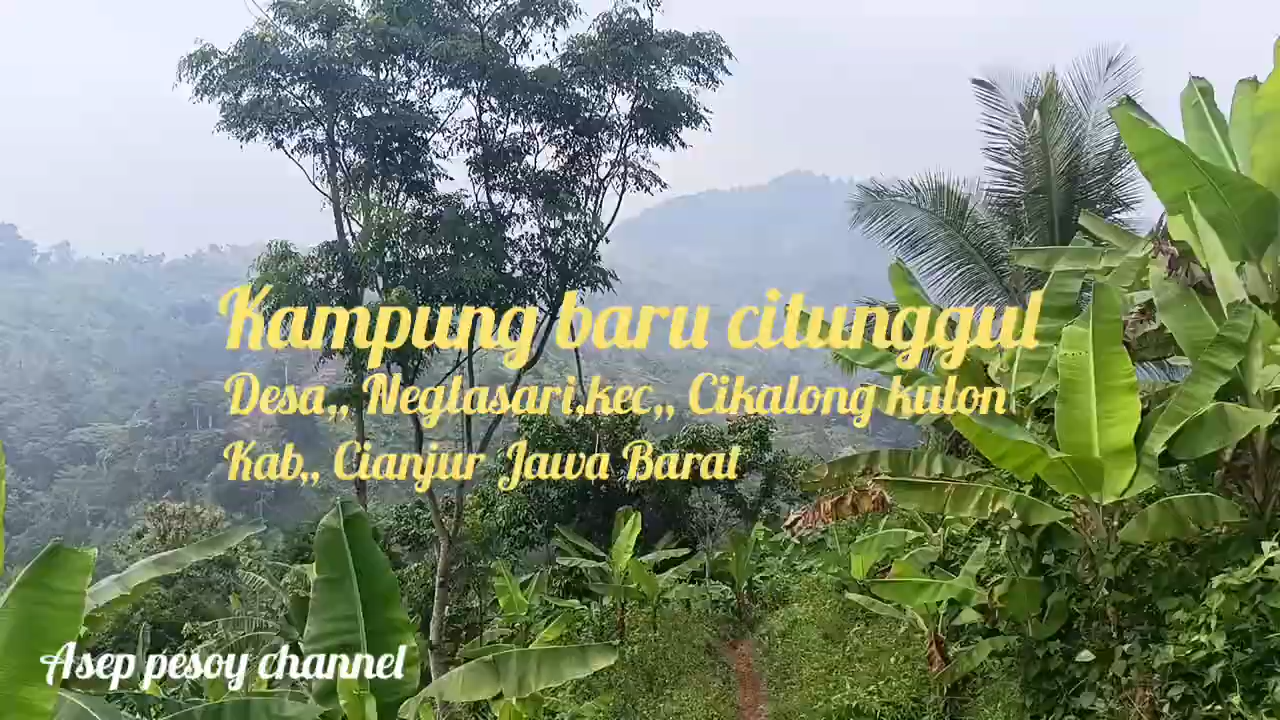 Kampung baru citunggul
Desa,, Neglasari,kec,, Cikalong kulon
Kab,, Cianjur Jawa Barat
Asep pesoy channel